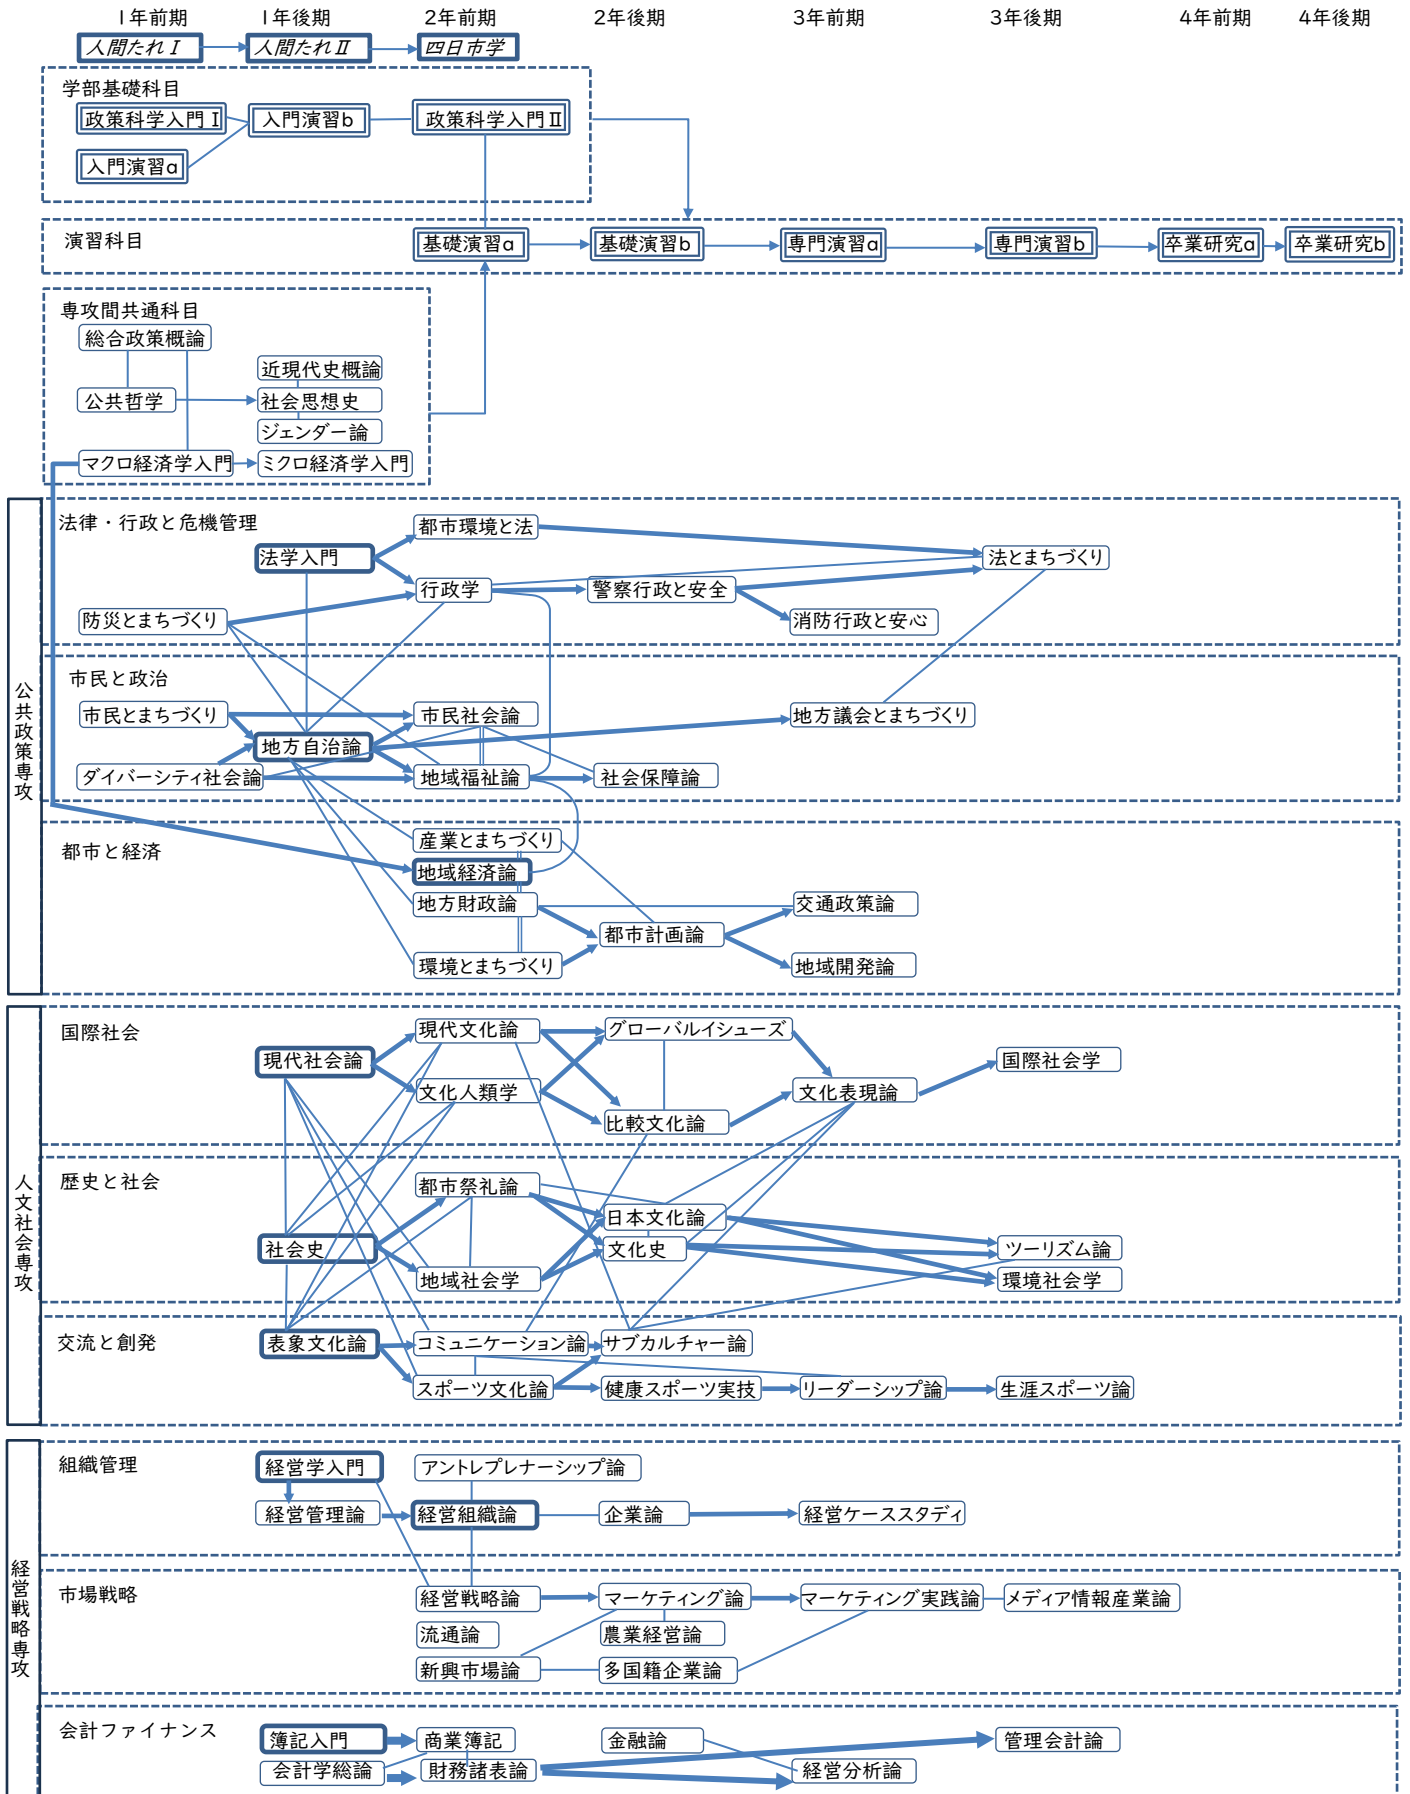 1年前期 1年後期 2年前期 2年後期 3年前期 3年後期 4年前期 4年後期
人間たれⅠ 人間たれⅡ 四日市学
学部基礎科目
政策科学入門Ⅰ 入門演習b 政策科学入門Ⅱ
入門演習a
演習科目 基礎演習a 基礎演習b 専門演習a 専門演習b 卒業研究a 卒業研究b
専攻間共通科目
総合政策概論
近現代史概論
公共哲学 社会思想史
ジェンダー論
マクロ経済学入門 ミクロ経済学入門
公共政策専攻
法律・行政と危機管理 都市環境と法
法学入門 法とまちづくり
行政学 警察行政と安全
防災とまちづくり 消防行政と安心
市民と政治
市民とまちづくり 市民社会論 地方議会とまちづくり
地方自治論
ダイバーシティ社会論 地域福祉論 社会保障論
都市と経済 産業とまちづくり
地域経済論
地方財政論 交通政策論
都市計画論
環境とまちづくり 地域開発論
人文社会専攻
国際社会 現代文化論 グローバルイシューズ
現代社会論 国際社会学
文化人類学 文化表現論
比較文化論
歴史と社会 都市祭礼論
日本文化論
社会史 文化史 ツーリズム論
地域社会学 環境社会学
交流と創発 表象文化論 コミュニケーション論 サブカルチャー論
スポーツ文化論 健康スポーツ実技 リーダーシップ論 生涯スポーツ論
経営戦略専攻
組織管理 経営学入門 アントレプレナーシップ論
経営管理論 経営組織論 企業論 経営ケーススタディ
市場戦略 経営戦略論 マーケティング論 マーケティング実践論 メディア情報産業論
流通論 農業経営論
新興市場論 多国籍企業論
会計ファイナンス 簿記入門 商業簿記 金融論 管理会計論
会計学総論 財務諸表論 経営分析論